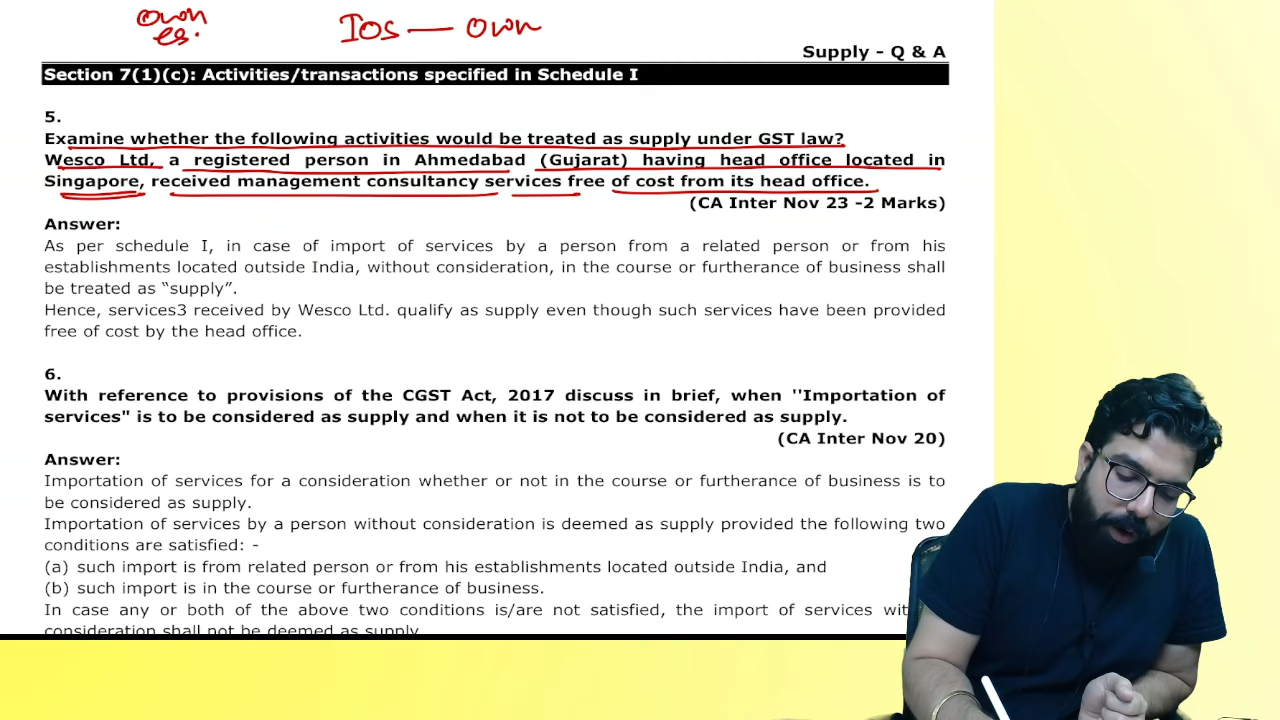 own
es.
IOS — own
Supply - Q & A
Section 7(1)(c): Activities/transactions specified in Schedule I
5.
Examine whether the following activities would be treated as supply under GST law?
Wesco Ltd, a registered person in Ahmedabad (Gujarat) having head office located in
Singapore, received management consultancy services free of cost from its head office.
(CA Inter Nov 23 -2 Marks)
Answer:
As per schedule I, in case of import of services by a person from a related person or from his
establishments located outside India, without consideration, in the course or furtherance of business shall
be treated as “supply”.
Hence, services3 received by Wesco Ltd. qualify as supply even though such services have been provided
free of cost by the head office.
6.
With reference to provisions of the CGST Act, 2017 discuss in brief, when ''Importation of
services" is to be considered as supply and when it is not to be considered as supply.
(CA Inter Nov 20)
Answer:
Importation of services for a consideration whether or not in the course or furtherance of business is to
be considered as supply.
Importation of services by a person without consideration is deemed as supply provided the following two
conditions are satisfied: -
(a) such import is from related person or from his establishments located outside India, and
(b) such import is in the course or furtherance of business.
In case any or both of the above two conditions is/are not satisfied, the import of services
consideration shall not be deemed as supply